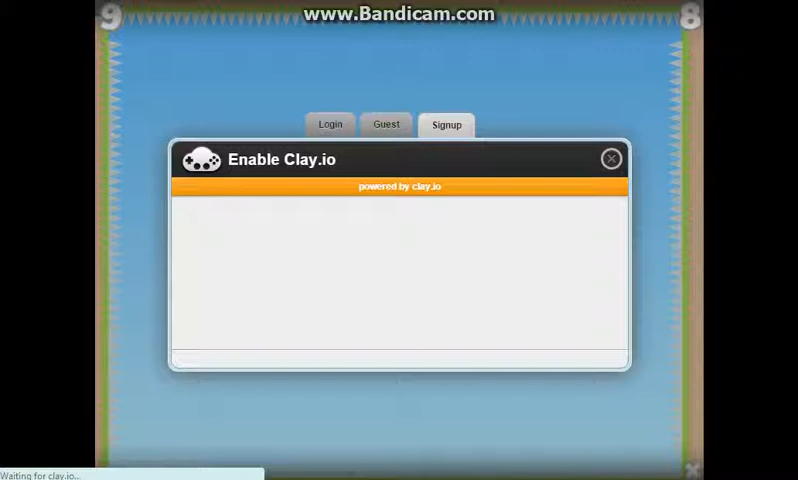 www.Bandicam.com
9
8
Login
Guest
Signup
Enable Clay.io
powered by clay.io
Waiting for clay.io...